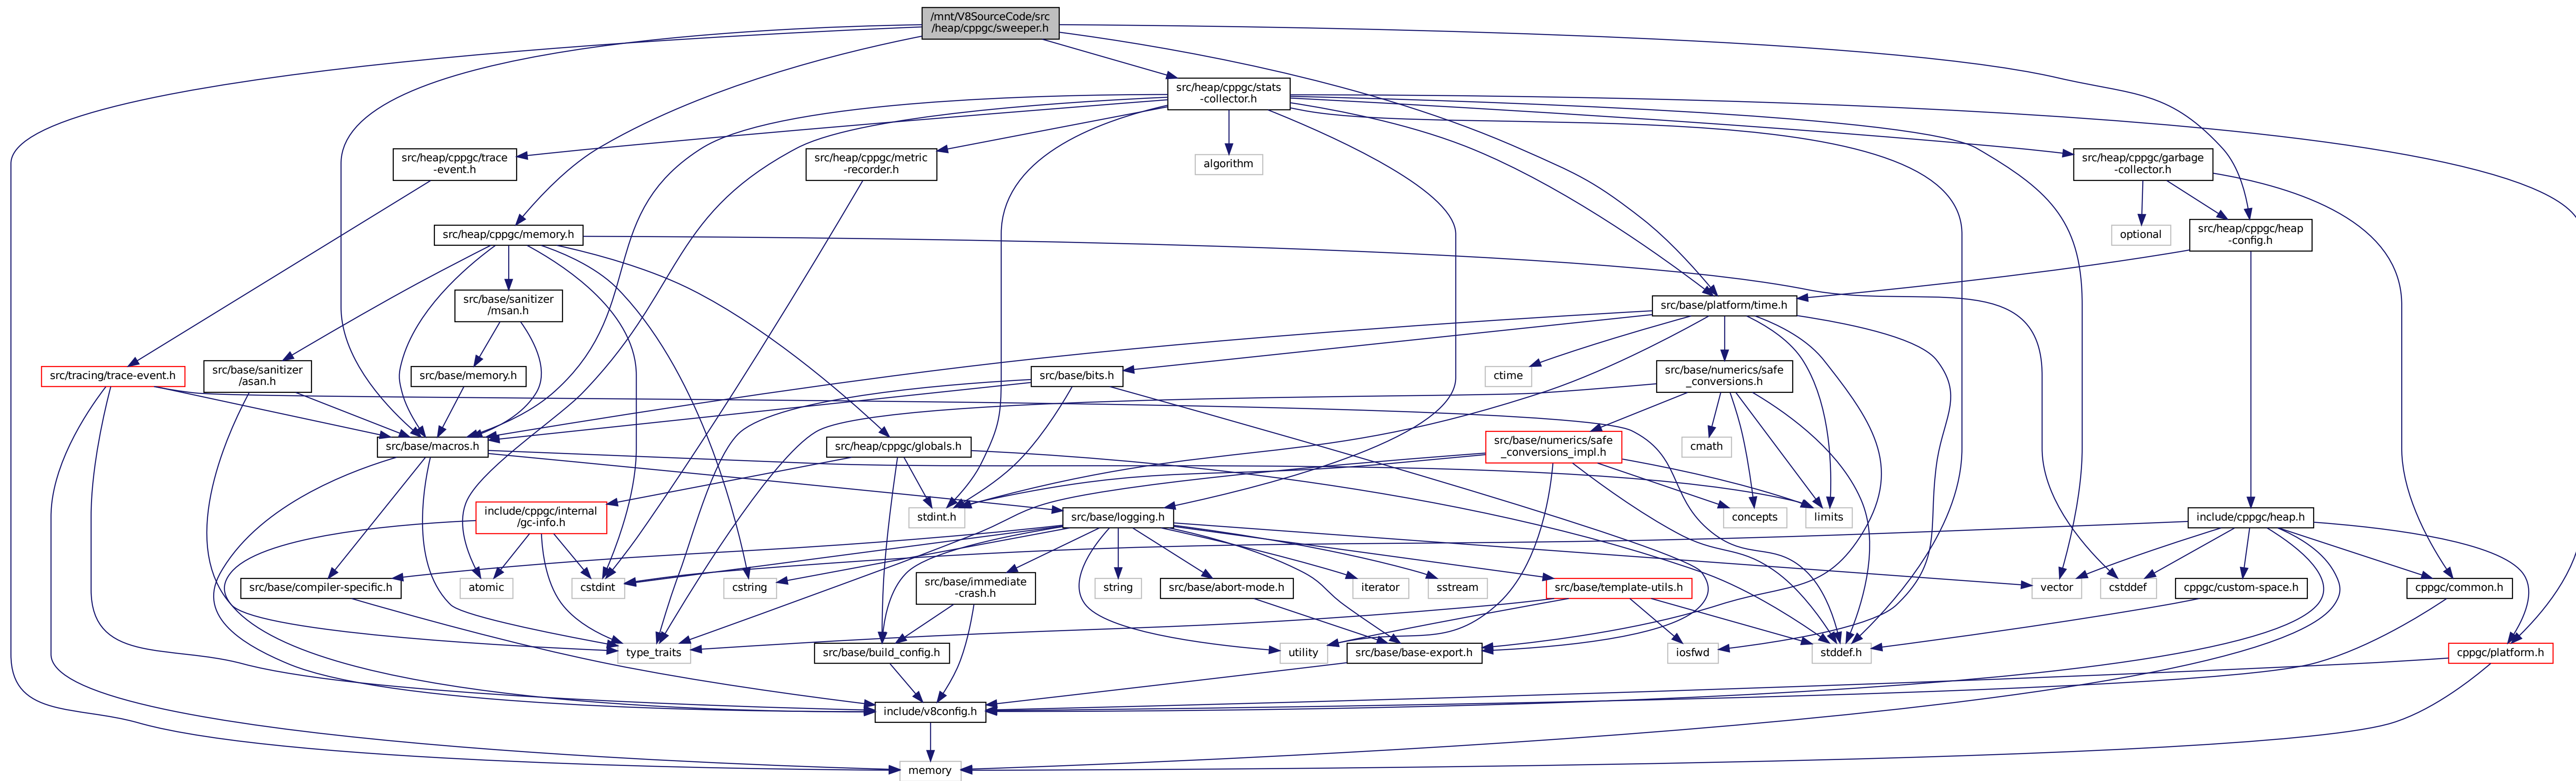 /mnt/V8SourceCode/src
/heap/cppgc/sweeper.h
src/heap/cppgc/stats
-collector.h
src/heap/cppgc/trace
-event.h
src/heap/cppgc/metric
-recorder.h
algorithm
src/heap/cppgc/garbage
-collector.h
src/heap/cppgc/memory.h
optional
src/heap/cppgc/heap
-config.h
src/base/sanitizer
/msan.h
src/base/platform/time.h
src/tracing/trace-event.h
src/base/sanitizer
/asan.h
src/base/memory.h
src/base/bits.h
ctime
src/base/numerics/safe
_conversions.h
src/base/macros.h
src/heap/cppgc/globals.h
src/base/numerics/safe
_conversions_impl.h
cmath
include/cppgc/internal
/gc-info.h
stdint.h
src/base/logging.h
concepts
limits
include/cppgc/heap.h
src/base/compiler-specific.h
atomic
cstdint
cstring
src/base/immediate
-crash.h
string
src/base/abort-mode.h
iterator
sstream
src/base/template-utils.h
vector
cstddef
cppgc/custom-space.h
cppgc/common.h
type_traits
src/base/build_config.h
utility
src/base/base-export.h
iosfwd
stddef.h
cppgc/platform.h
include/v8config.h
memory